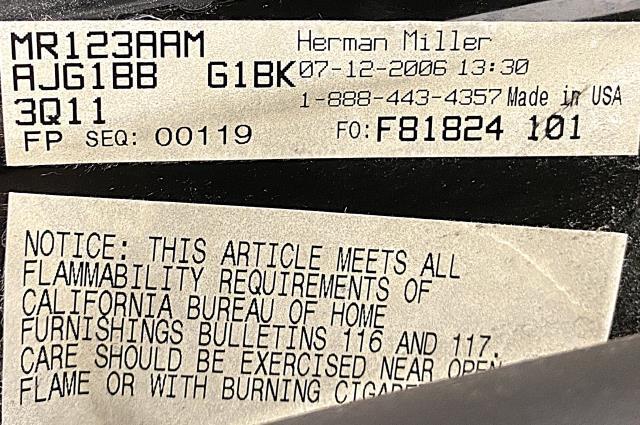 MR123AAM Herman Miller
AJG1BB G1BK 07-12-2006 13:30
3Q11 1-888-443-4357 Made in USA
FP SEQ: 00119 FO: F81824 101
NOTICE: THIS ARTICLE MEETS ALL
FLAMMABILITY REQUIREMENTS OF
CALIFORNIA BUREAU OF HOME
FURNISHINGS BULLETINS 116 AND 117.
CARE SHOULD BE EXERCISED NEAR OPEN
FLAME OR WITH BURNING